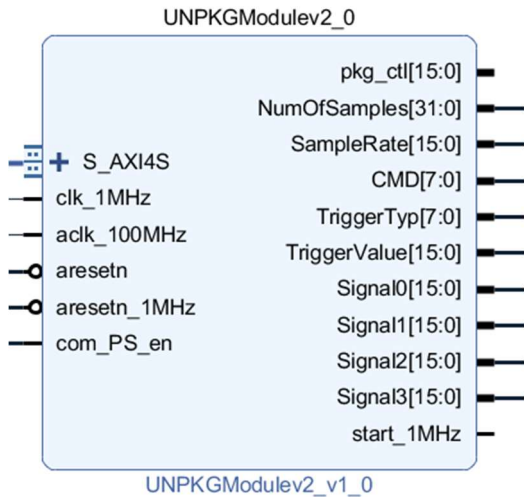 UNPKGModulev2_0
S_AXI4S
clk_1MHz
aclk_100MHz
aresetn
aresetn_1MHz
com_PS_en
pkg_ctl[15:0]
NumOfSamples[31:0]
SampleRate[15:0]
CMD[7:0]
TriggerTyp[7:0]
TriggerValue[15:0]
Signal0[15:0]
Signal1[15:0]
Signal2[15:0]
Signal3[15:0]
start_1MHz
UNPKGModulev2_v1_0